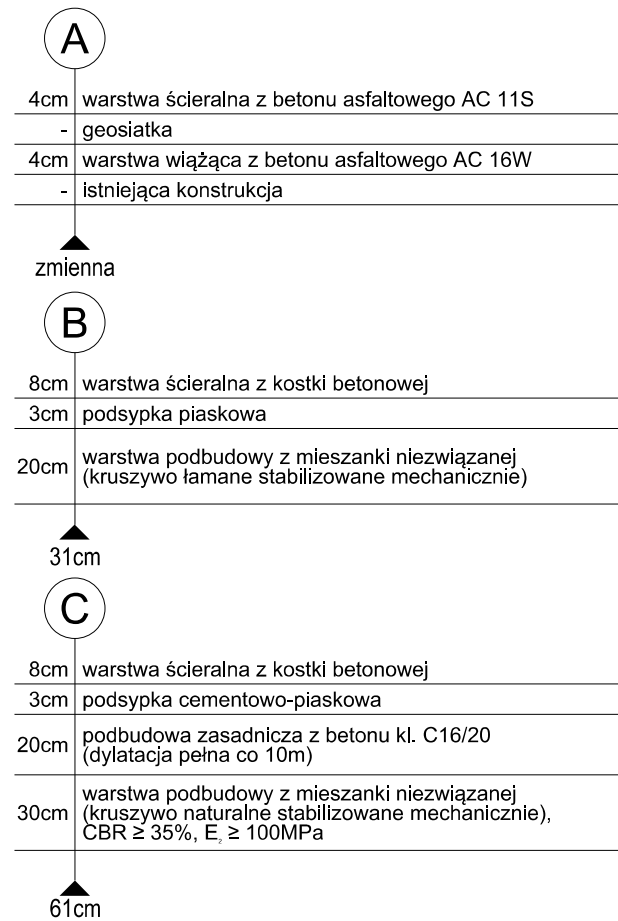 A
4cm warstwa ścieralna z betonu asfaltowego AC 11S
- geosiatka
4cm warstwa wiążąca z betonu asfaltowego AC 16W
- istniejąca konstrukcja
zmienna
B
8cm warstwa ścieralna z kostki betonowej
3cm podsypka piaskowa
20cm warstwa podbudowy z mieszanki niezwiązanej
(kruszywo łamane stabilizowane mechanicznie)
31cm
C
8cm warstwa ścieralna z kostki betonowej
3cm podsypka cementowo-piaskowa
20cm podbudowa zasadnicza z betonu kl. C16/20
(dylatacja pełna co 10m)
30cm warstwa podbudowy z mieszanki niezwiązanej
(kruszywo naturalne stabilizowane mechanicznie),
CBR ≥ 35%, E₂ ≥ 100MPa
61cm